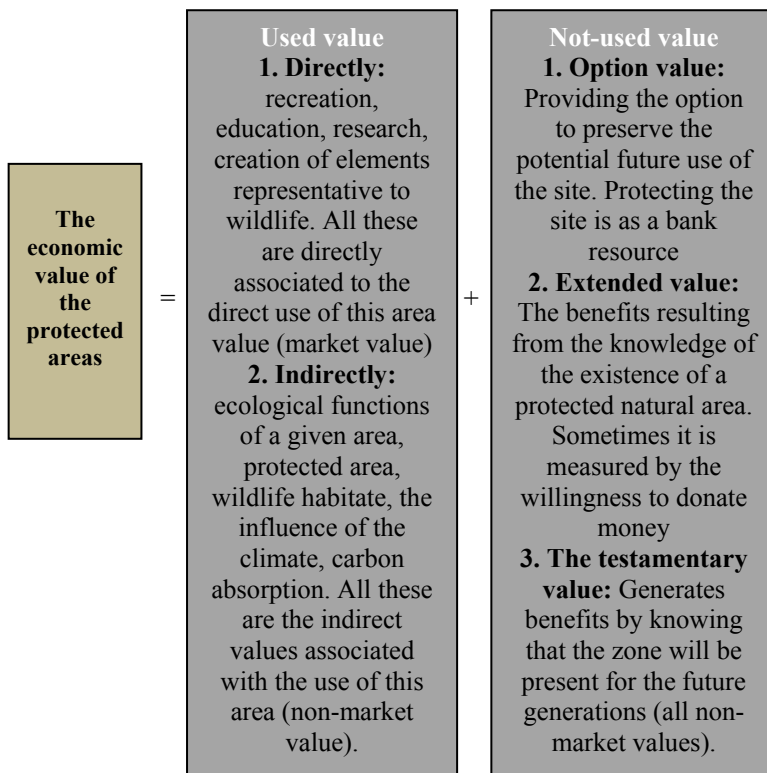 The
economic
value of
the
protected
areas
=
Used value
1. Directly:
recreation,
education, research,
creation of elements
representative to
wildlife. All these
are directly
associated to the
direct use of this area
value (market value)
2. Indirectly:
ecological functions
of a given area,
protected area,
wildlife habitate, the
influence of the
climate, carbon
absorption. All these
are the indirect
values associated
with the use of this
area (non-market
value).
+
Not-used value
1. Option value:
Providing the option
to preserve the
potential future use of
the site. Protecting the
site is as a bank
resource
2. Extended value:
The benefits resulting
from the knowledge of
the existence of a
protected natural area.
Sometimes it is
measured by the
willingness to donate
money
3. The testamentary
value: Generates
benefits by knowing
that the zone will be
present for the future
generations (all non-
market values).